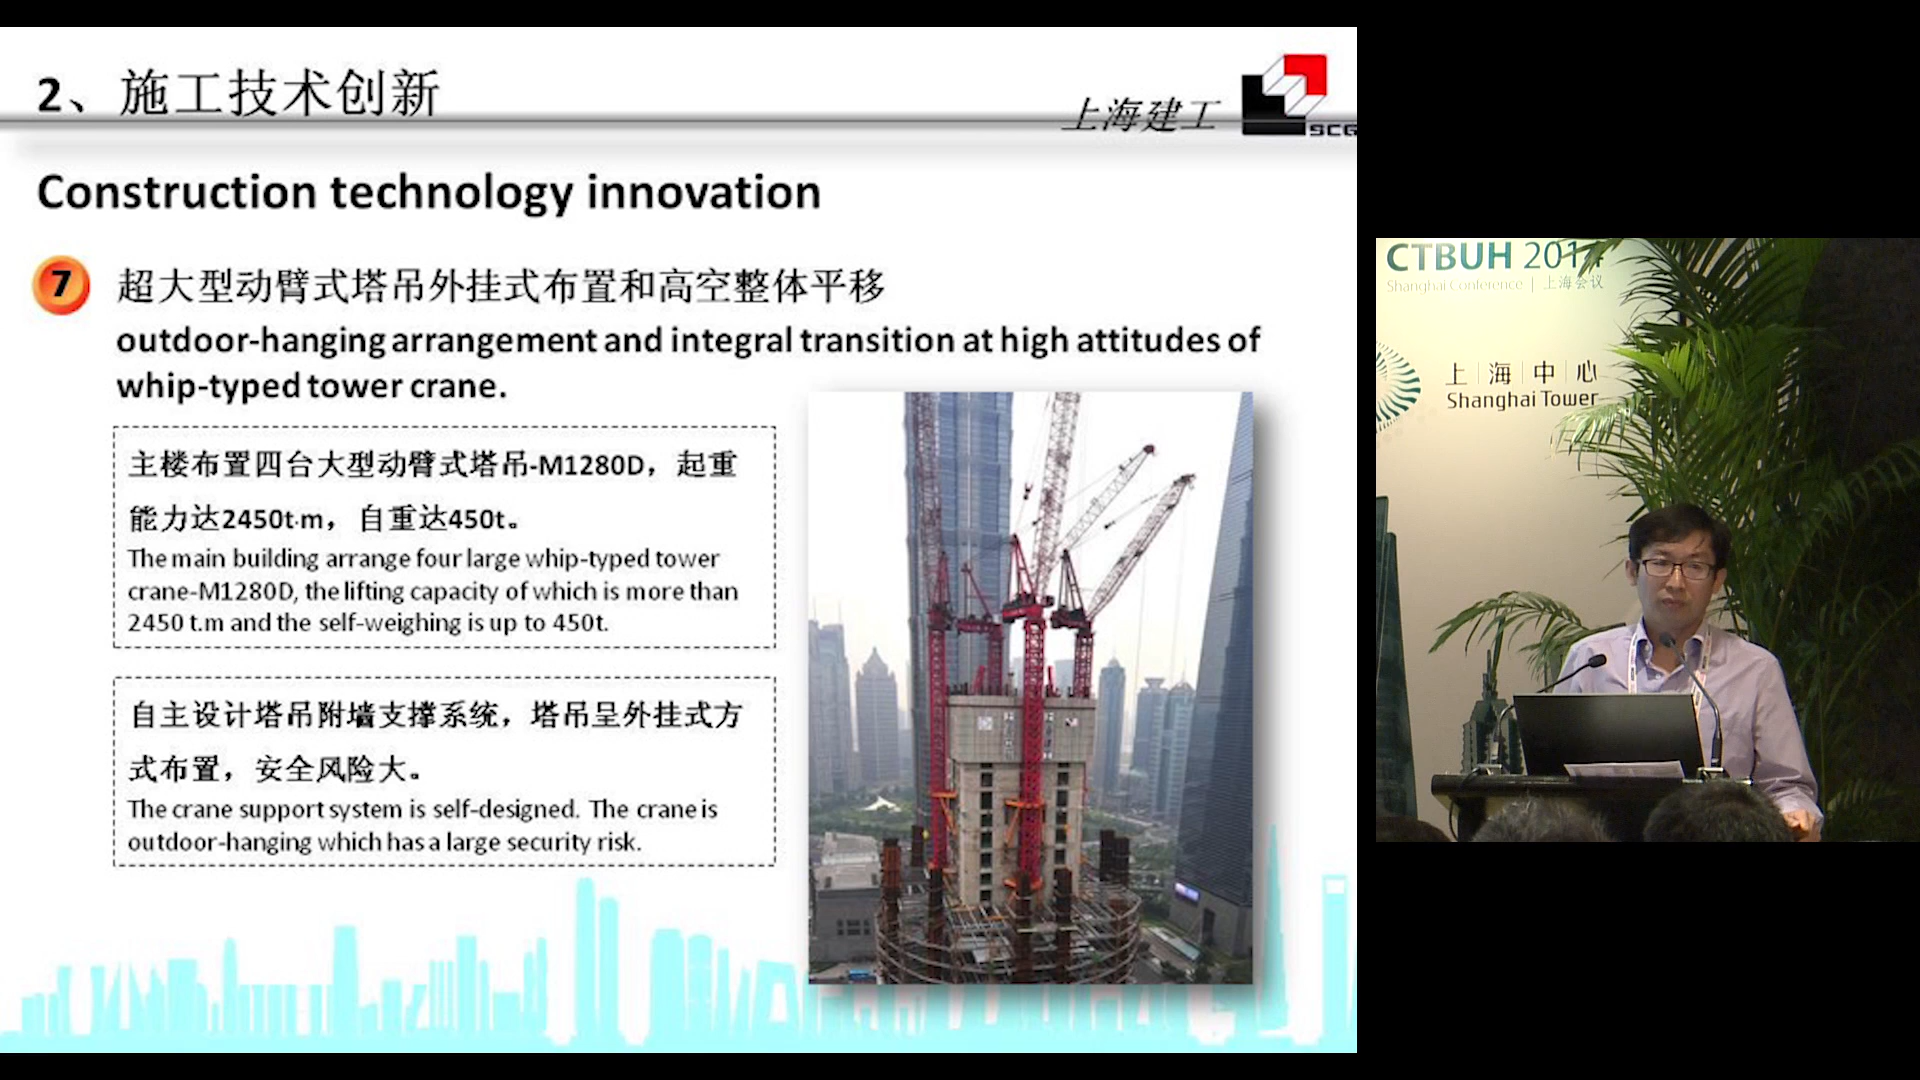 2、施工技术创新
上海建工
SCG
Construction technology innovation
7
超大型动臂式塔吊外挂式布置和高空整体平移
outdoor-hanging arrangement and integral transition at high attitudes of
whip-typed tower crane.
主楼布置四台大型动臂式塔吊-M1280D，起重
能力达2450t·m，自重达450t。
The main building arrange four large whip-typed tower
crane-M1280D, the lifting capacity of which is more than
2450 t.m and the self-weighing is up to 450t.
自主设计塔吊附墙支撑系统，塔吊呈外挂式方
式布置，安全风险大。
The crane support system is self-designed. The crane is
outdoor-hanging which has a large security risk.
CTBUH 2014
Shanghai Conference | 上海会议
上海中心
Shanghai Tower